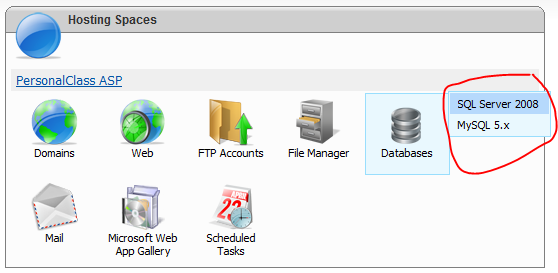 Hosting Spaces
PersonalClass ASP
Domains
Web
FTP Accounts
File Manager
Databases
SQL Server 2008
MySQL 5.x
Mail
Microsoft Web
App Gallery
Scheduled
Tasks